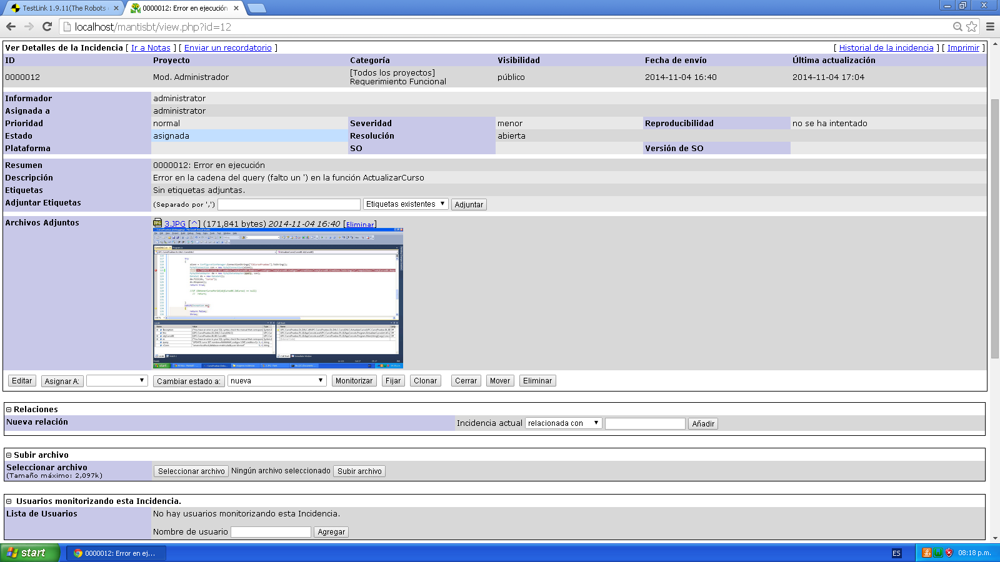 TestLink 1.9.11(The Robots
0000012: Error en ejecución
localhost/mantisbt/view.php?id=12
Ver Detalles de la Incidencia [ Ir a Notas ] [ Enviar un recordatorio ]
[ Historial de la incidencia ] [ Imprimir ]
ID Proyecto Categoría Visibilidad Fecha de envío Última actualización
0000012 Mod. Administrador [Todos los proyectos] Requerimiento Funcional público 2014-11-04 16:40 2014-11-04 17:04
Informador administrator
Asignada a administrator
Prioridad normal Severidad menor Reproducibilidad no se ha intentado
Estado asignada Resolución abierta
Plataforma SO Versión de SO
Resumen 0000012: Error en ejecución
Descripción Error en la cadena del query (falto un ') en la función ActualizarCurso
Etiquetas Sin etiquetas adjuntas.
Adjuntar Etiquetas (Separado por ',') Etiquetas existentes Adjuntar
Archivos Adjuntos 3.JPG [^] (171,841 bytes) 2014-11-04 16:40 [Eliminar]
try
return true;
return false;
throw;
Editar Asignar A: Cambiar estado a: nueva Monitorizar Fijar Clonar Cerrar Mover Eliminar
Relaciones
Nueva relación Incidencia actual relacionada con Añadir
Subir archivo
Seleccionar archivo
(Tamaño máximo: 2,097k)
Seleccionar archivo Ningún archivo seleccionado Subir archivo
Usuarios monitorizando esta Incidencia.
Lista de Usuarios No hay usuarios monitorizando esta Incidencia.
Nombre de usuario Agregar
start 0000012: Error en ej... ES 08:18 p.m.